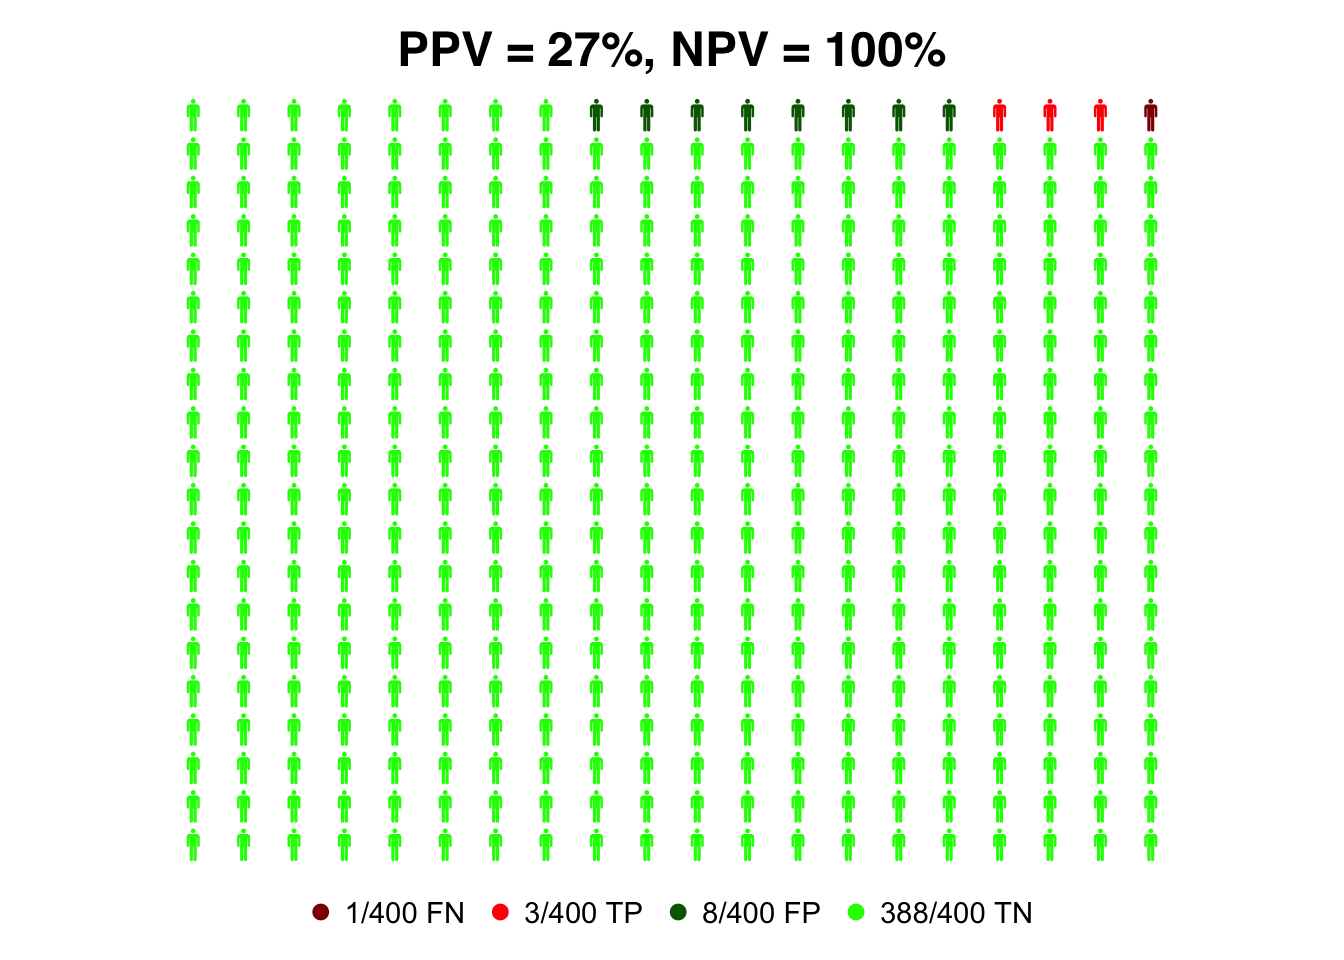 PPV = 27%, NPV = 100%
1/400 FN 3/400 TP 8/400 FP 388/400 TN